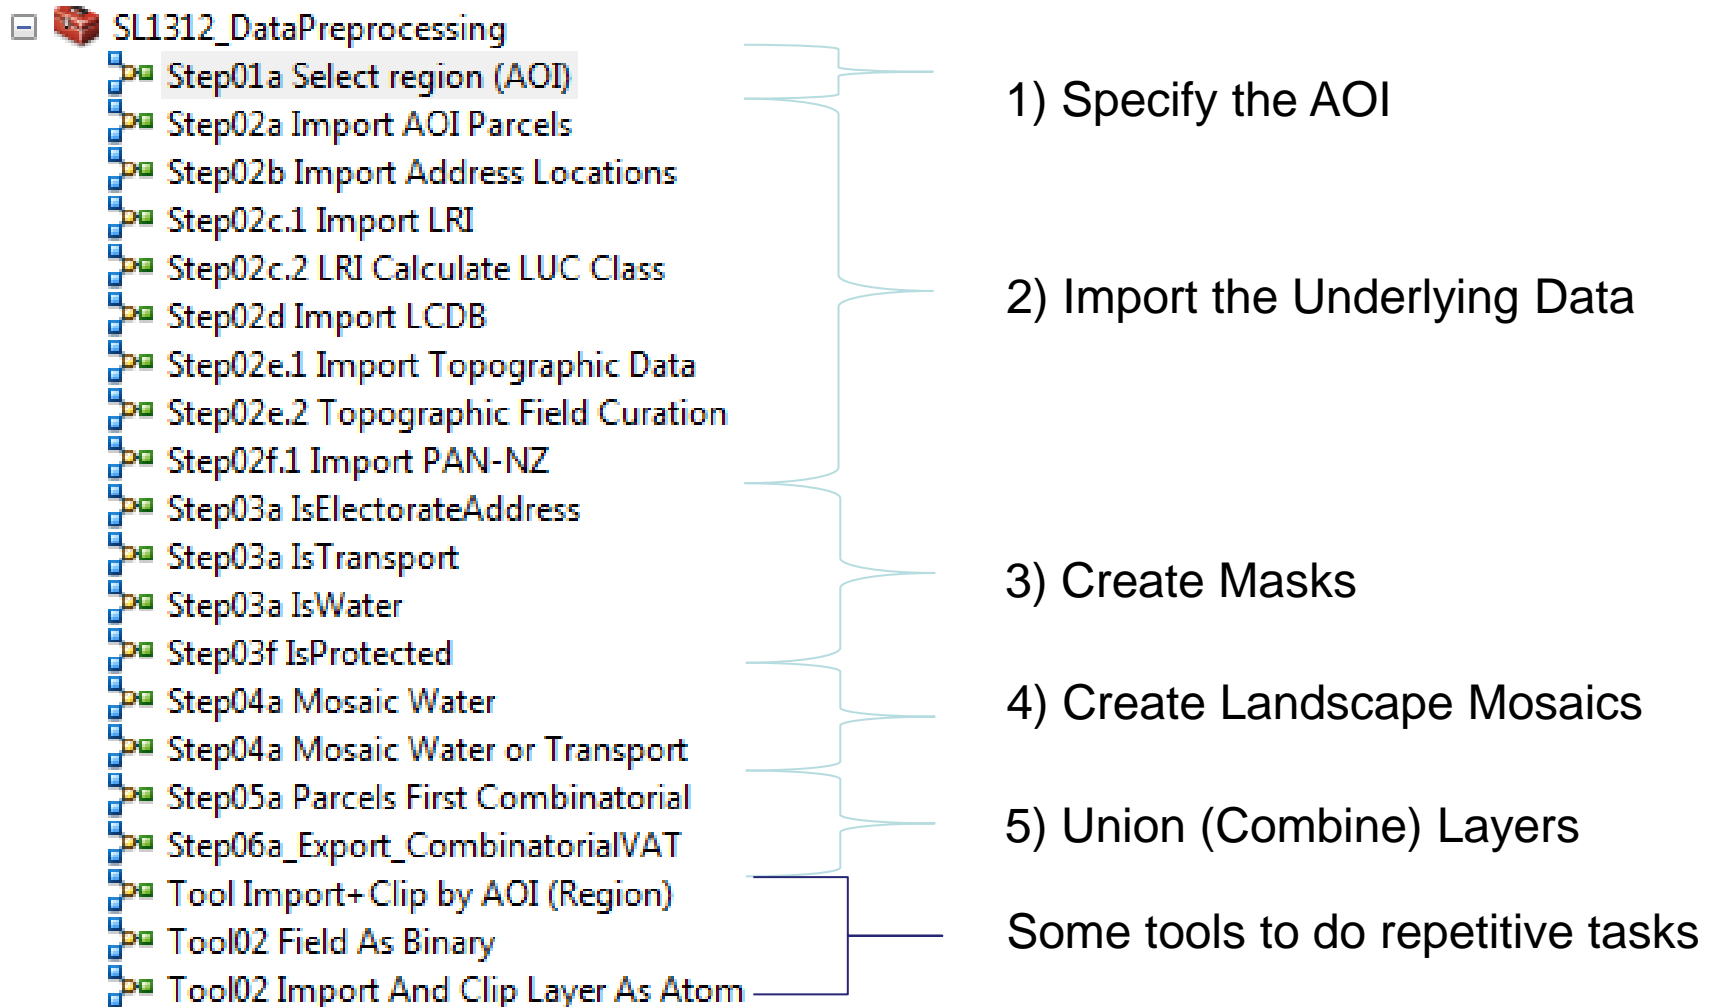 SL1312_DataPreprocessing
Step01a Select region (AOI)
Step02a Import AOI Parcels
Step02b Import Address Locations
Step02c.1 Import LRI
Step02c.2 LRI Calculate LUC Class
Step02d Import LCDB
Step02e.1 Import Topographic Data
Step02e.2 Topographic Field Curation
Step02f.1 Import PAN-NZ
Step03a IsElectorateAddress
Step03a IsTransport
Step03a IsWater
Step03f IsProtected
Step04a Mosaic Water
Step04a Mosaic Water or Transport
Step05a Parcels First Combinatorial
Step06a_Export_CombinatorialVAT
Tool Import+Clip by AOI (Region)
Tool02 Field As Binary
Tool02 Import And Clip Layer As Atom
1) Specify the AOI
2) Import the Underlying Data
3) Create Masks
4) Create Landscape Mosaics
5) Union (Combine) Layers
Some tools to do repetitive tasks